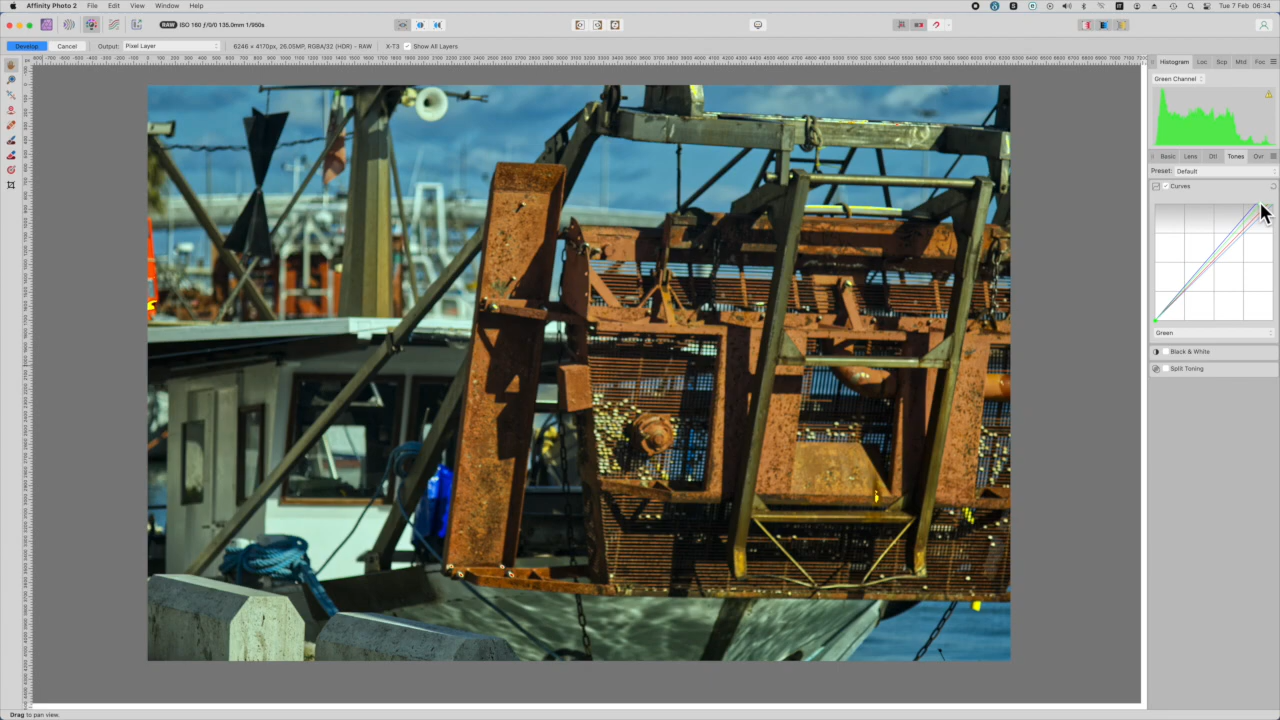 Affinity Photo 2 File Edit View Window Help Tue 7 Feb 06:34
RAW ISO 160 ƒ/0/0 135.0mm 1/950s
Develop Cancel Output: Pixel Layer 6246 × 4170px, 26.05MP, RGBA/32 (HDR) - RAW X-T3 Show All Layers
Histogram Loc Scp Mtd Foc
Green Channel
Basic Lens Dtl Tones Ovr
Preset: Default
Curves
Green
Black & White
Split Toning
Drag to pan view.